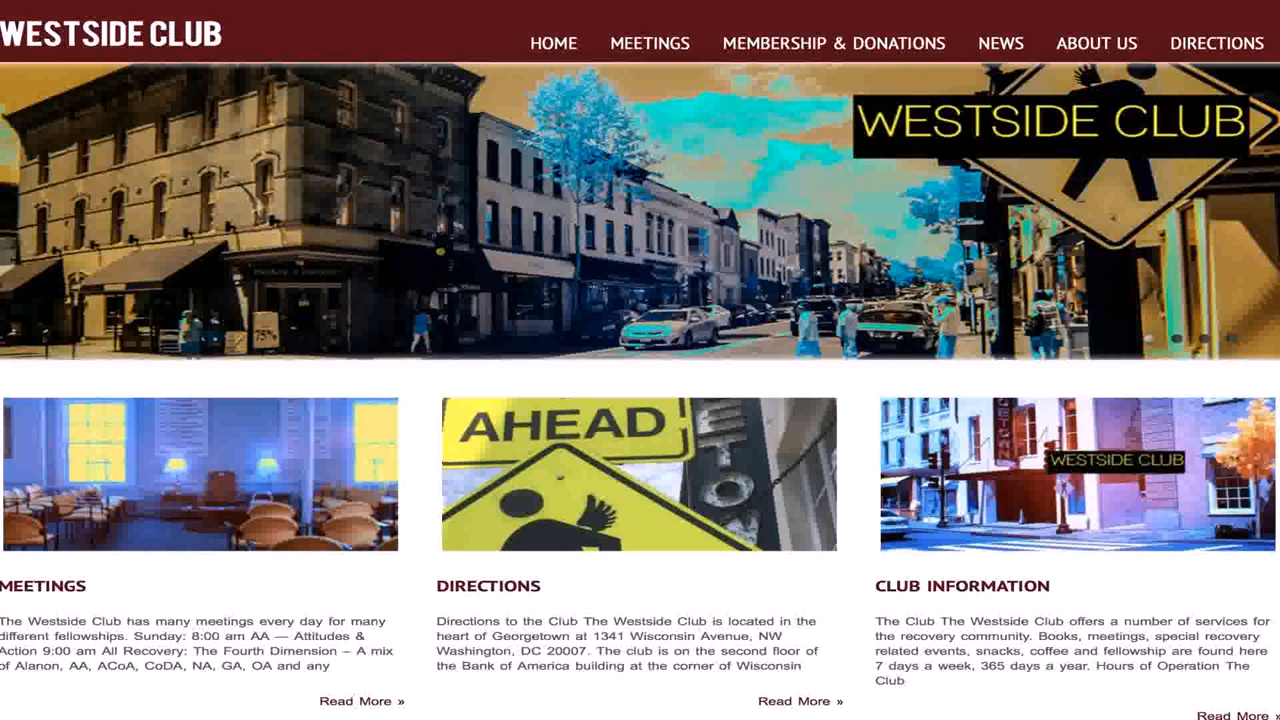 WESTSIDE CLUB
HOME MEETINGS MEMBERSHIP & DONATIONS NEWS ABOUT US DIRECTIONS
WESTSIDE CLUB
75%
AHEAD
WESTSIDE CLUB
MEETINGS
The Westside Club has many meetings every day for many
different fellowships. Sunday: 8:00 am AA — Attitudes &
Action 9:00 am All Recovery: The Fourth Dimension – A mix
of Alanon, AA, ACoA, CoDA, NA, GA, OA and any
Read More »
DIRECTIONS
Directions to the Club The Westside Club is located in the
heart of Georgetown at 1341 Wisconsin Avenue, NW
Washington, DC 20007. The club is on the second floor of
the Bank of America building at the corner of Wisconsin
Read More »
CLUB INFORMATION
The Club The Westside Club offers a number of services for
the recovery community. Books, meetings, special recovery
related events, snacks, coffee and fellowship are found here
7 days a week, 365 days a year. Hours of Operation The
Club
Read More »